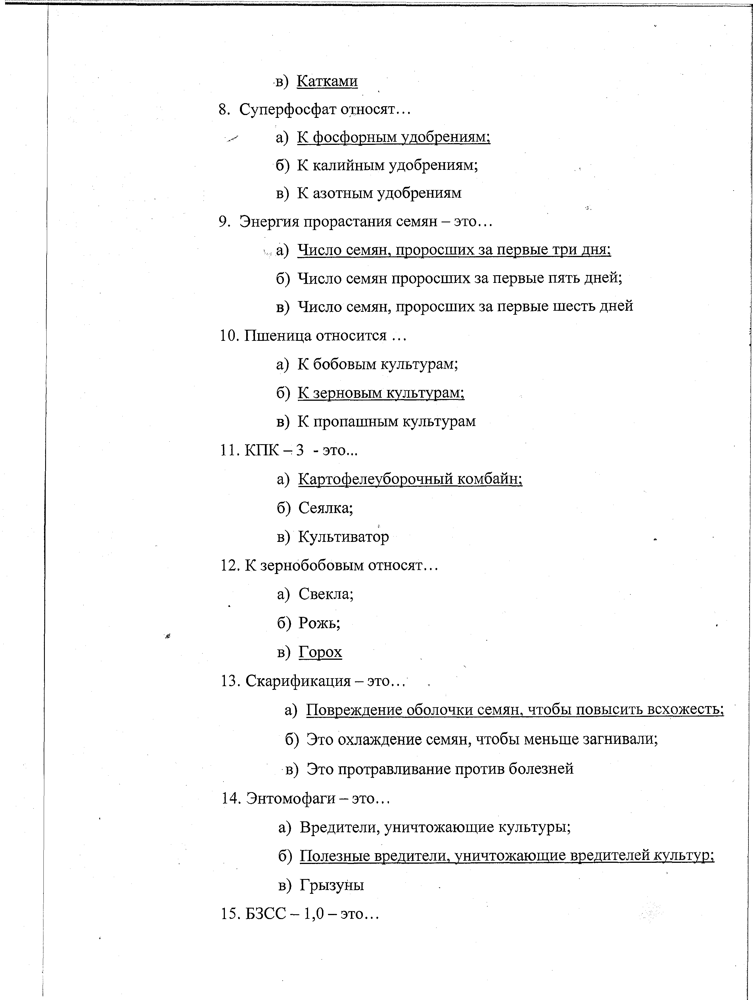 в) Катками
8. Суперфосфат относят…
а) К фосфорным удобрениям;
б) К калийным удобрениям;
в) К азотным удобрениям
9. Энергия прорастания семян – это…
а) Число семян, проросших за первые три дня;
б) Число семян проросших за первые пять дней;
в) Число семян, проросших за первые шесть дней
10. Пшеница относится …
а) К бобовым культурам;
б) К зерновым культурам;
в) К пропашным культурам
11. КПК – 3 - это...
а) Картофелеуборочный комбайн;
б) Сеялка;
в) Культиватор
12. К зернобобовым относят…
а) Свекла;
б) Рожь;
в) Горох
13. Скарификация – это…
а) Повреждение оболочки семян, чтобы повысить всхожесть;
б) Это охлаждение семян, чтобы меньше загнивали;
в) Это протравливание против болезней
14. Энтомофаги – это…
а) Вредители, уничтожающие культуры;
б) Полезные вредители, уничтожающие вредителей культур;
в) Грызуны
15. БЗСС – 1,0 – это…